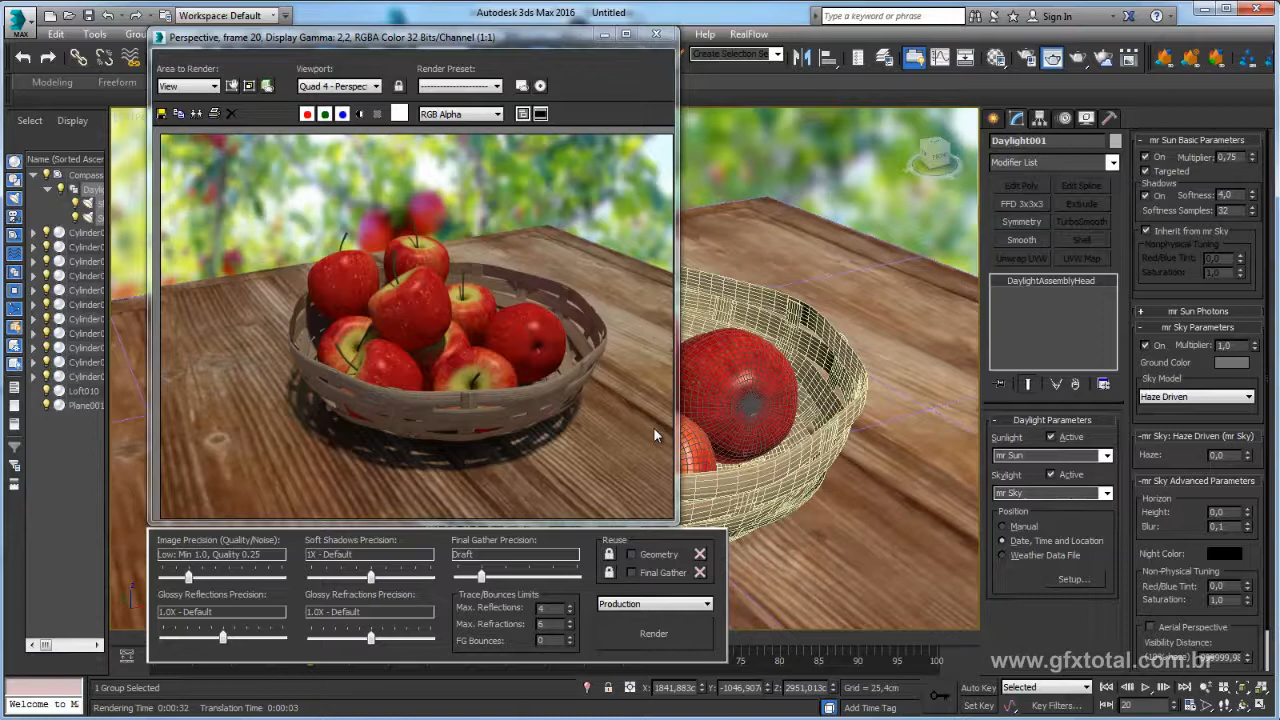 Workspace: Default
Autodesk 3ds Max 2016    Untitled
Type a keyword or phrase
Sign In
MAX
Edit
Tools
Perspective, frame 20, Display Gamma: 2,2, RGBA Color 32 Bits/Channel (1:1)
Help
RealFlow
Area to Render:
Viewport:
Render Preset:
View
Quad 4 - Perspec
Modeling
Freeform
RGB Alpha
Select
Display
Name (Sorted Ascen
Compass
Daylight001
Modifier List
Edit Poly
Edit Spline
FFD 3x3x3
Extrude
Symmetry
TurboSmooth
Smooth
Shell
Unwrap UVW
UVW Map
DaylightAssemblyHead
mr Sun Basic Parameters
On
Multiplier:
0,75
Targeted
Shadows
On
Softness:
4,0
Softness Samples:
32
Inherit from mr Sky
Nonphysical Tuning
Red/Blue Tint:
0,0
Saturation:
1,0
mr Sun Photons
mr Sky Parameters
On
Multiplier:
1,0
Ground Color
Sky Model
Haze Driven
mr Sky: Haze Driven (mr Sky)
Haze:
0,0
mr Sky Advanced Parameters
Horizon
Height:
0,0
Blur:
0,1
Night Color:
Non-Physical Tuning
Red/Blue Tint:
0,0
Saturation:
1,0
Aerial Perspective
Visibility Distance:
Loft010
Plane001
Daylight Parameters
Sunlight
Active
mr Sun
Skylight
Active
mr Sky
Position
Manual
Date, Time and Location
Weather Data File
Setup...
Image Precision (Quality/Noise):
Low: Min 1.0, Quality 0.25
Soft Shadows Precision:
1X - Default
Final Gather Precision:
Draft
Reuse
Geometry
Final Gather
Glossy Reflections Precision:
1.0X - Default
Glossy Refractions Precision:
1.0X - Default
Trace/Bounces Limits
Max. Reflections:
4
Max. Refractions:
6
FG Bounces:
0
Production
Render
75
80
85
90
95
100
www.gfxtotal.com.br
1 Group Selected
X: 1841,883c
Y: -1046,907
Z: 2951,013c
Grid = 25,4cm
Auto Key
Selected
Welcome to M
Rendering Time 0:00:32
Translation Time 0:00:03
Add Time Tag
Set Key
Key Filters...
20